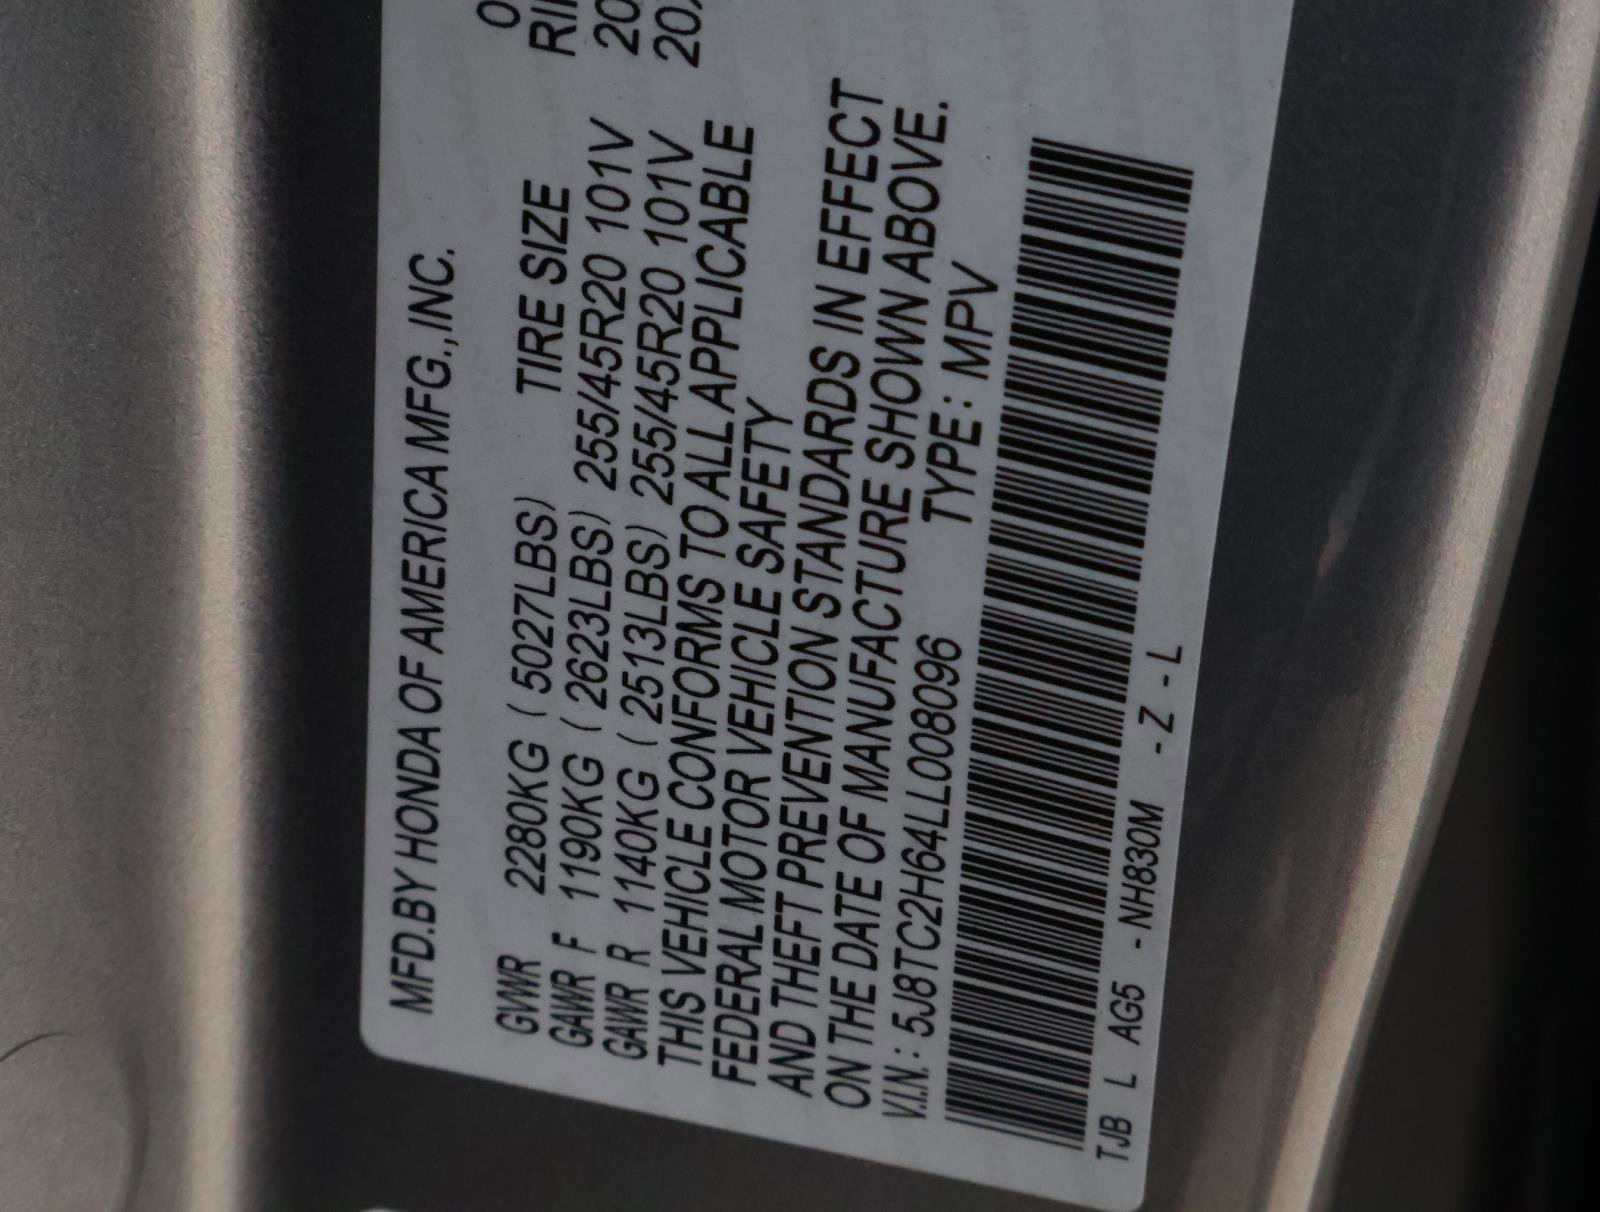 MFD.BY HONDA OF AMERICA MFG.,INC.
GVWR 2280KG ( 5027LBS) TIRE SIZE
GAWR F 1190KG ( 2623LBS) 255/45R20 101V
GAWR R 1140KG ( 2513LBS) 255/45R20 101V
THIS VEHICLE CONFORMS TO ALL APPLICABLE
FEDERAL MOTOR VEHICLE SAFETY
AND THEFT PREVENTION STANDARDS IN EFFECT
ON THE DATE OF MANUFACTURE SHOWN ABOVE.
V.I.N.: 5J8TC2H64LL008096 TYPE: MPV
TJB L AG5 -NH830M -Z -L